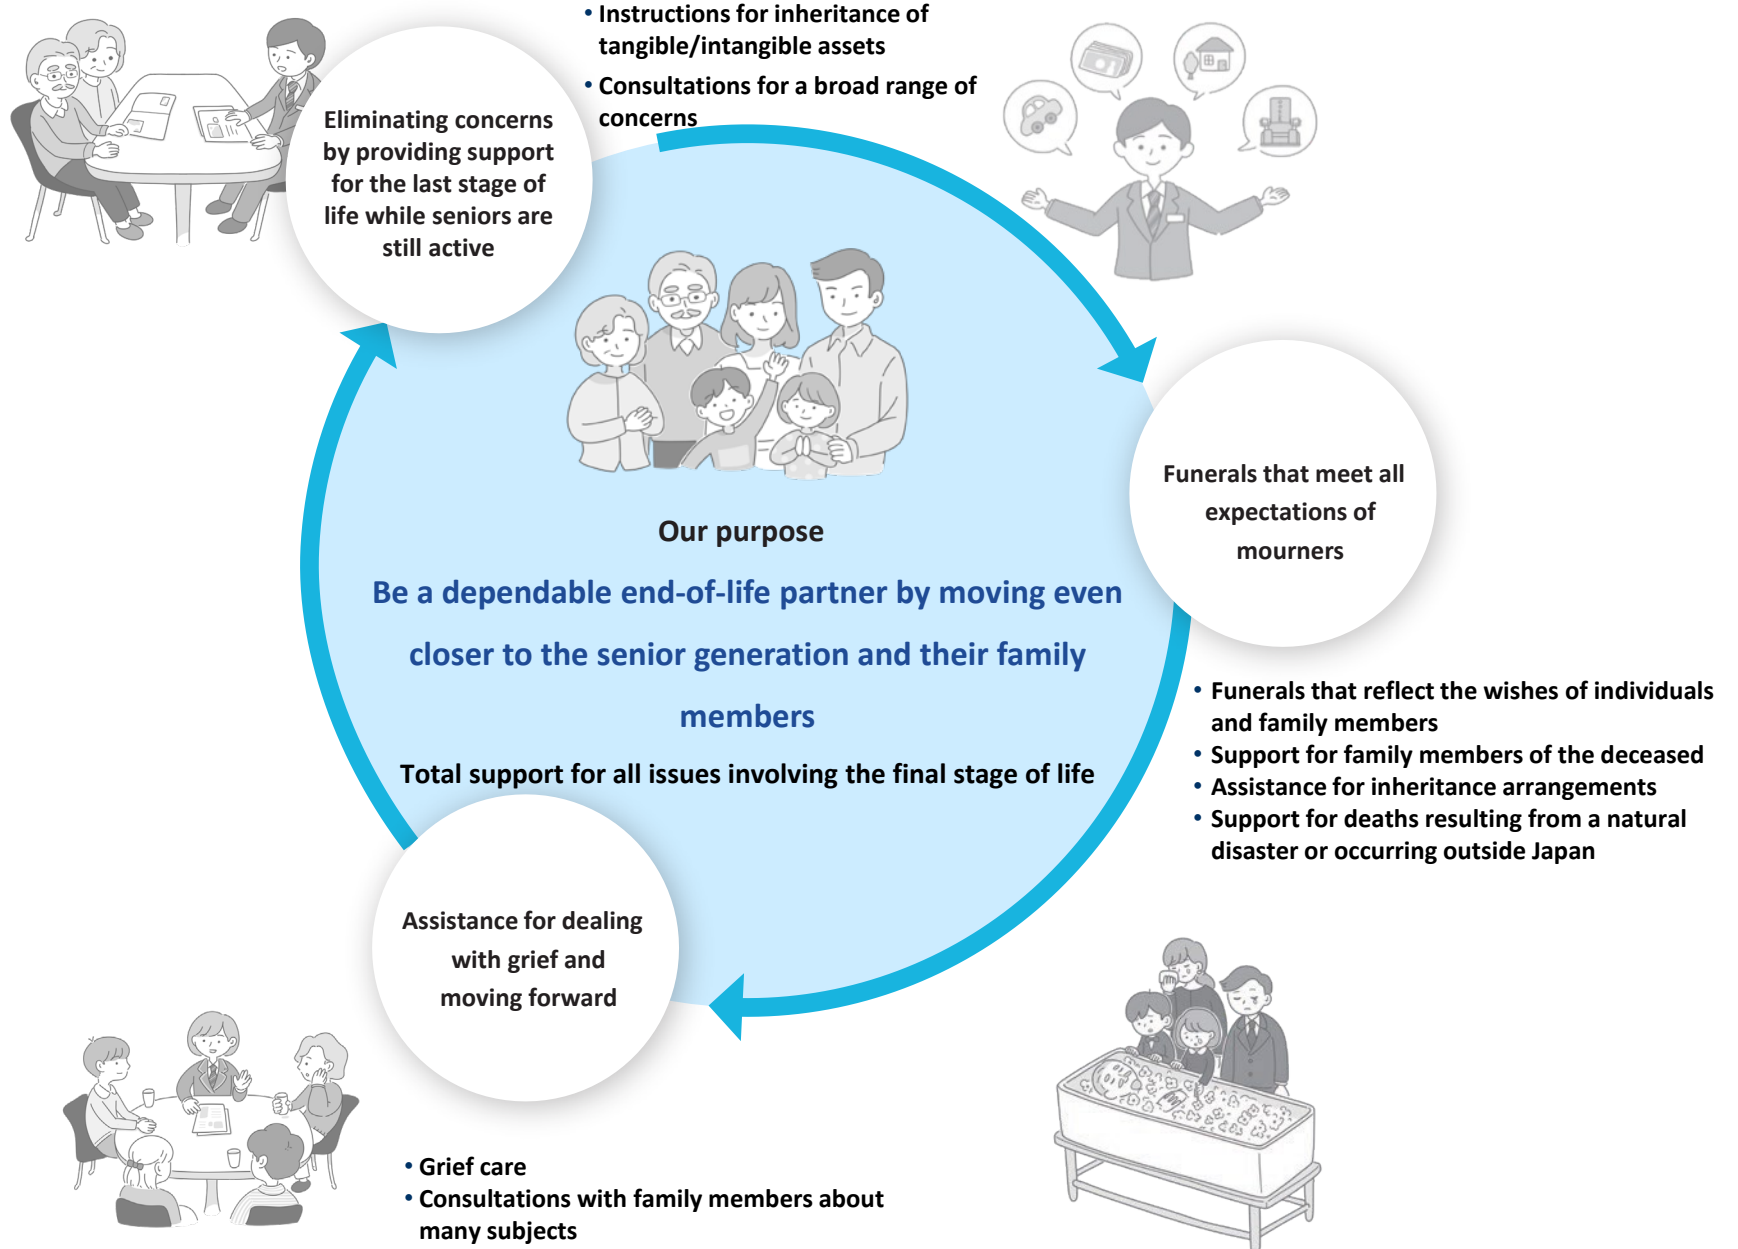 • Instructions for inheritance of
tangible/intangible assets
• Consultations for a broad range of
concerns
Eliminating concerns
by providing support
for the last stage of
life while seniors are
still active
Funerals that meet all
expectations of
mourners
Our purpose
Be a dependable end-of-life partner by moving even
closer to the senior generation and their family
members
Total support for all issues involving the final stage of life
• Funerals that reflect the wishes of individuals
and family members
• Support for family members of the deceased
• Assistance for inheritance arrangements
• Support for deaths resulting from a natural
disaster or occurring outside Japan
Assistance for dealing
with grief and
moving forward
• Grief care
• Consultations with family members about
many subjects